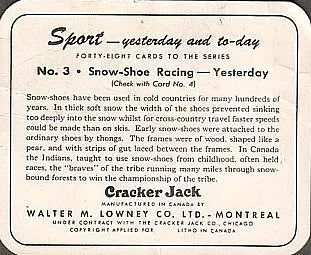 Sport — yesterday and to-day
FORTY-EIGHT CARDS TO THE SERIES
No. 3 • Snow-Shoe Racing — Yesterday
(Check with Card No. 4)
Snow-shoes have been used in cold countries for many hundreds
of years. In thick soft snow the width of the shoes prevented sinking
too deeply into the snow whilst for cross-country travel faster speeds
could be made than on skis. Early snow-shoes were attached to the
ordinary shoes by thongs. The frames were of wood, shaped like a
pear, and with strips of gut laced between the frames. In Canada
the Indians, taught to use snow-shoes from childhood, often held
races, the "braves" of the tribe running many miles through snow-
bound forests to win the championship of the tribe.
Cracker Jack
MANUFACTURED IN CANADA BY
WALTER M. LOWNEY CO. LTD. - MONTREAL
UNDER CONTRACT WITH THE CRACKER JACK CO., CHICAGO
COPYRIGHT APPLIED FOR LITHO IN CANADA